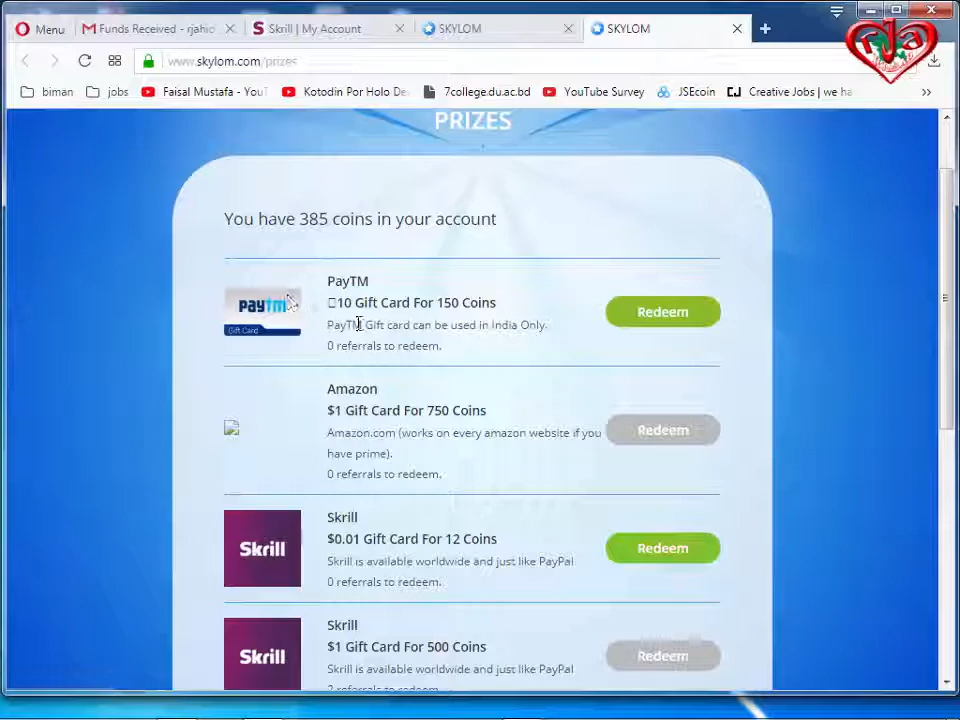 Menu
Funds Received - rjahio
Skrill | My Account
SKYLOM
SKYLOM
rja
www.skylom.com/prizes
biman
jobs
Faisal Mustafa - YouT
Kotodin Por Holo De
7college.du.ac.bd
YouTube Survey
JSEcoin
Creative Jobs | we ha
PRIZES
You have 385 coins in your account
PayTM
10 Gift Card For 150 Coins
PayTM Gift card can be used in India Only.
0 referrals to redeem.
Redeem
paytm
Gift Card
Amazon
$1 Gift Card For 750 Coins
Amazon.com (works on every amazon website if you
have prime).
0 referrals to redeem.
Redeem
Skrill
Skrill
$0.01 Gift Card For 12 Coins
Skrill is available worldwide and just like PayPal
0 referrals to redeem.
Redeem
Skrill
Skrill
$1 Gift Card For 500 Coins
Skrill is available worldwide and just like PayPal
2 referrals to redeem.
Redeem